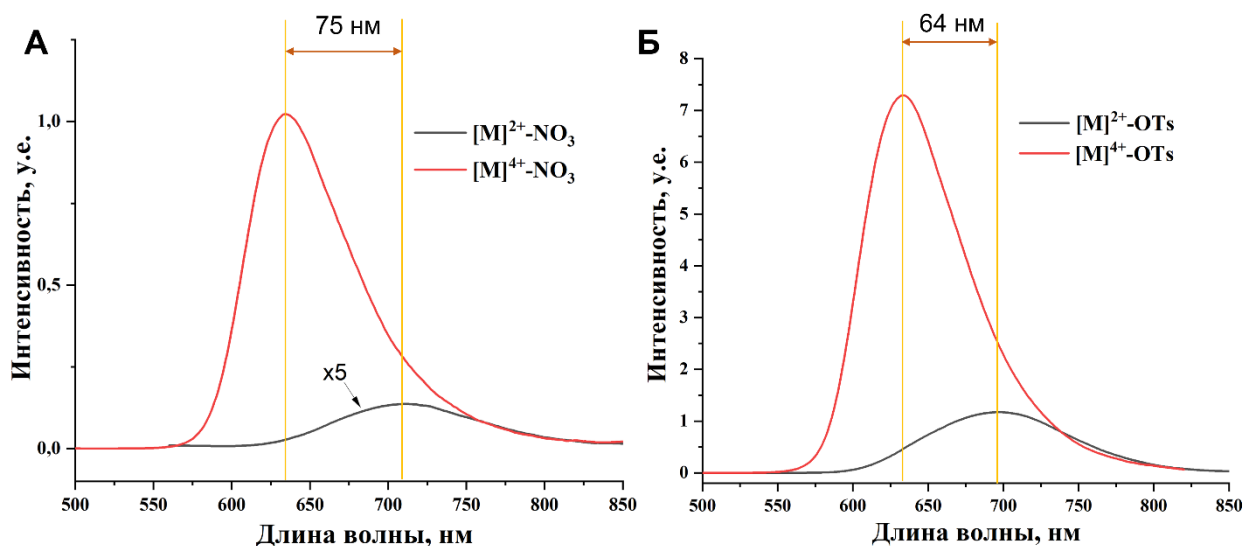 А
75 нм
[M]²⁺-NO₃
[M]⁴⁺-NO₃
x5
Интенсивность, у.е.
1,0
0,5
0,0
500 550 600 650 700 750 800 850
Длина волны, нм
Б
64 нм
[M]²⁺-OTs
[M]⁴⁺-OTs
Интенсивность, у.е.
8
7
6
5
4
3
2
1
0
500 550 600 650 700 750 800 850
Длина волны, нм